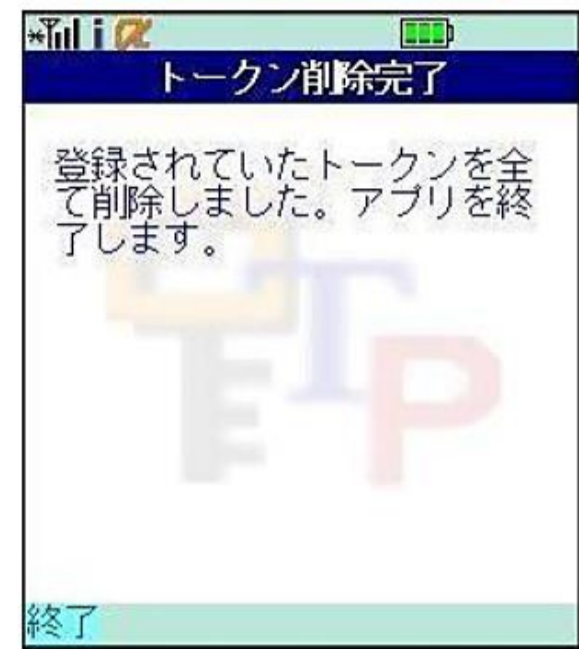 トークン削除完了
登録されていたトークンを全
て削除しました。アプリを終
了します。
TP
終了